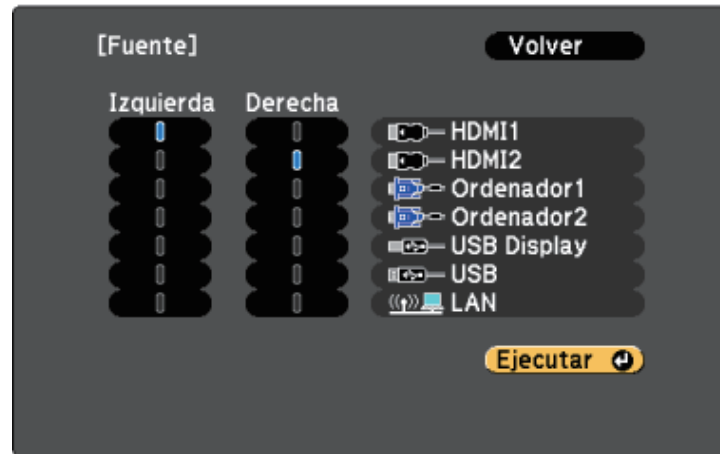 [Fuente] Volver
Izquierda Derecha
HDMI1
HDMI2
Ordenador1
Ordenador2
USB Display
USB
LAN
Ejecutar